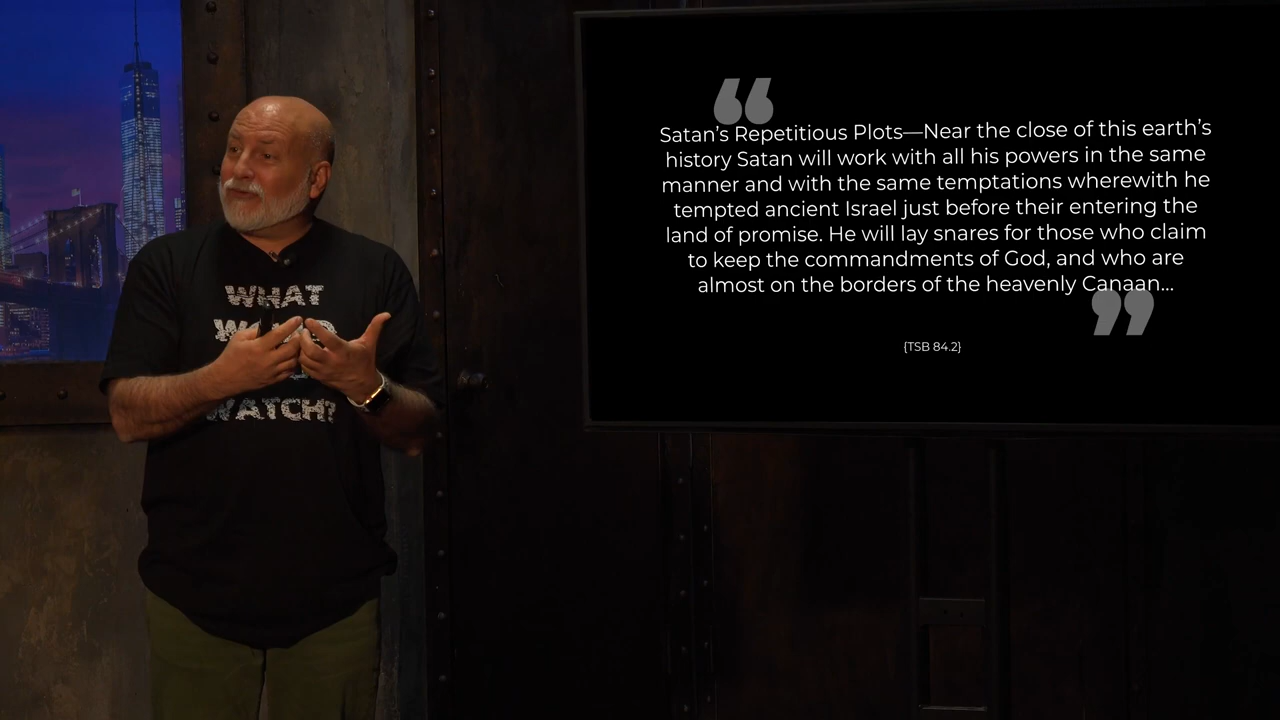 WHAT
WATCH?
“
Satan’s Repetitious Plots—Near the close of this earth’s
history Satan will work with all his powers in the same
manner and with the same temptations wherewith he
tempted ancient Israel just before their entering the
land of promise. He will lay snares for those who claim
to keep the commandments of God, and who are
almost on the borders of the heavenly Canaan...
”
{TSB 84.2}